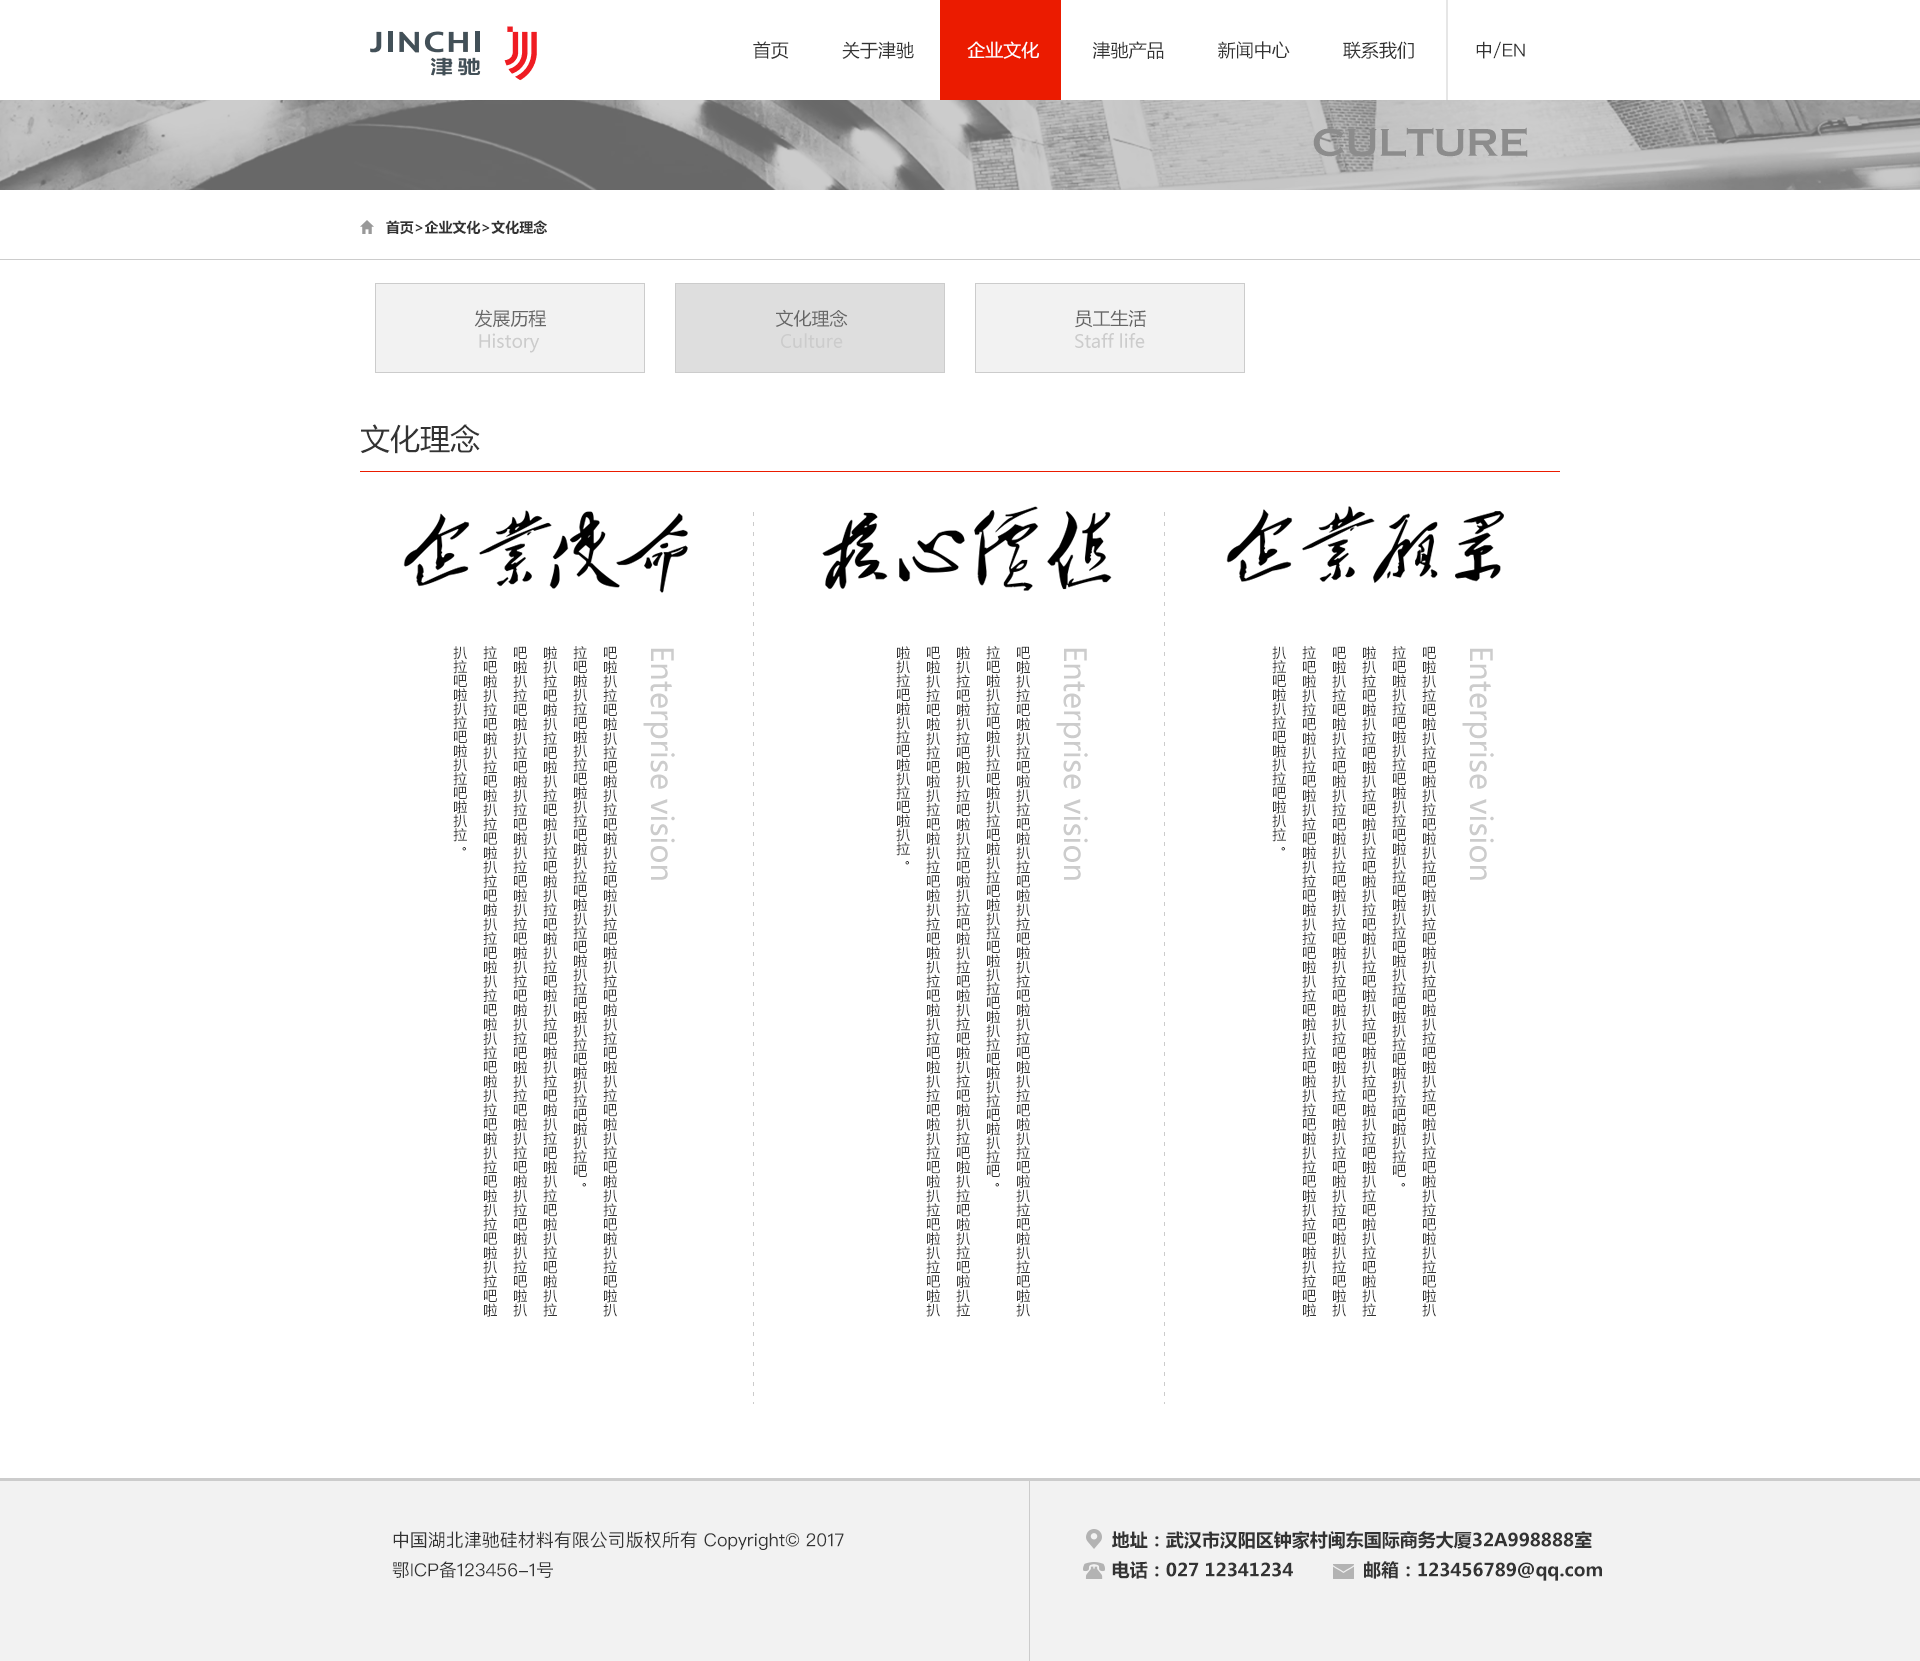 JINCHI
津驰
首页
关于津驰
企业文化
津驰产品
新闻中心
联系我们
中/EN
CULTURE
首页>企业文化>文化理念
发展历程
History
文化理念
Culture
员工生活
Staff life
文化理念
企業使命
Enterprise vision
吧啦扒拉吧啦扒拉吧啦扒拉吧啦扒拉吧啦扒拉吧啦扒拉吧啦扒拉吧啦扒拉吧啦扒拉吧啦扒拉吧啦扒拉吧啦扒
拉吧啦扒拉吧啦扒拉吧啦扒拉吧啦扒拉吧啦扒拉吧啦扒拉吧啦扒拉吧啦扒拉吧啦扒拉吧。
啦扒拉吧啦扒拉吧啦扒拉吧啦扒拉吧啦扒拉吧啦扒拉吧啦扒拉吧啦扒拉吧啦扒拉吧啦扒拉吧啦扒拉吧啦扒拉
吧啦扒拉吧啦扒拉吧啦扒拉吧啦扒拉吧啦扒拉吧啦扒拉吧啦扒拉吧啦扒拉吧啦扒拉吧啦扒拉吧啦扒拉吧啦扒
拉吧啦扒拉吧啦扒拉吧啦扒拉吧啦扒拉吧啦扒拉吧啦扒拉吧啦扒拉吧啦扒拉吧啦扒拉吧啦扒拉吧啦扒拉吧啦
扒拉吧啦扒拉吧啦扒拉吧啦扒拉。
核心價值
Enterprise vision
吧啦扒拉吧啦扒拉吧啦扒拉吧啦扒拉吧啦扒拉吧啦扒拉吧啦扒拉吧啦扒拉吧啦扒拉吧啦扒拉吧啦扒拉吧啦扒
拉吧啦扒拉吧啦扒拉吧啦扒拉吧啦扒拉吧啦扒拉吧啦扒拉吧啦扒拉吧啦扒拉吧啦扒拉吧。
啦扒拉吧啦扒拉吧啦扒拉吧啦扒拉吧啦扒拉吧啦扒拉吧啦扒拉吧啦扒拉吧啦扒拉吧啦扒拉吧啦扒拉吧啦扒拉
吧啦扒拉吧啦扒拉吧啦扒拉吧啦扒拉吧啦扒拉吧啦扒拉吧啦扒拉吧啦扒拉吧啦扒拉吧啦扒拉吧啦扒拉吧啦扒
啦扒拉吧啦扒拉吧啦扒拉吧啦扒拉。
企業願景
Enterprise vision
吧啦扒拉吧啦扒拉吧啦扒拉吧啦扒拉吧啦扒拉吧啦扒拉吧啦扒拉吧啦扒拉吧啦扒拉吧啦扒拉吧啦扒拉吧啦扒
拉吧啦扒拉吧啦扒拉吧啦扒拉吧啦扒拉吧啦扒拉吧啦扒拉吧啦扒拉吧啦扒拉吧啦扒拉吧。
啦扒拉吧啦扒拉吧啦扒拉吧啦扒拉吧啦扒拉吧啦扒拉吧啦扒拉吧啦扒拉吧啦扒拉吧啦扒拉吧啦扒拉吧啦扒拉
吧啦扒拉吧啦扒拉吧啦扒拉吧啦扒拉吧啦扒拉吧啦扒拉吧啦扒拉吧啦扒拉吧啦扒拉吧啦扒拉吧啦扒拉吧啦扒
拉吧啦扒拉吧啦扒拉吧啦扒拉吧啦扒拉吧啦扒拉吧啦扒拉吧啦扒拉吧啦扒拉吧啦扒拉吧啦扒拉吧啦扒拉吧啦
扒拉吧啦扒拉吧啦扒拉吧啦扒拉。
中国湖北津驰硅材料有限公司版权所有 Copyright© 2017
鄂ICP备123456-1号
地址：武汉市汉阳区钟家村闽东国际商务大厦32A998888室
电话：027 12341234
邮箱：123456789@qq.com